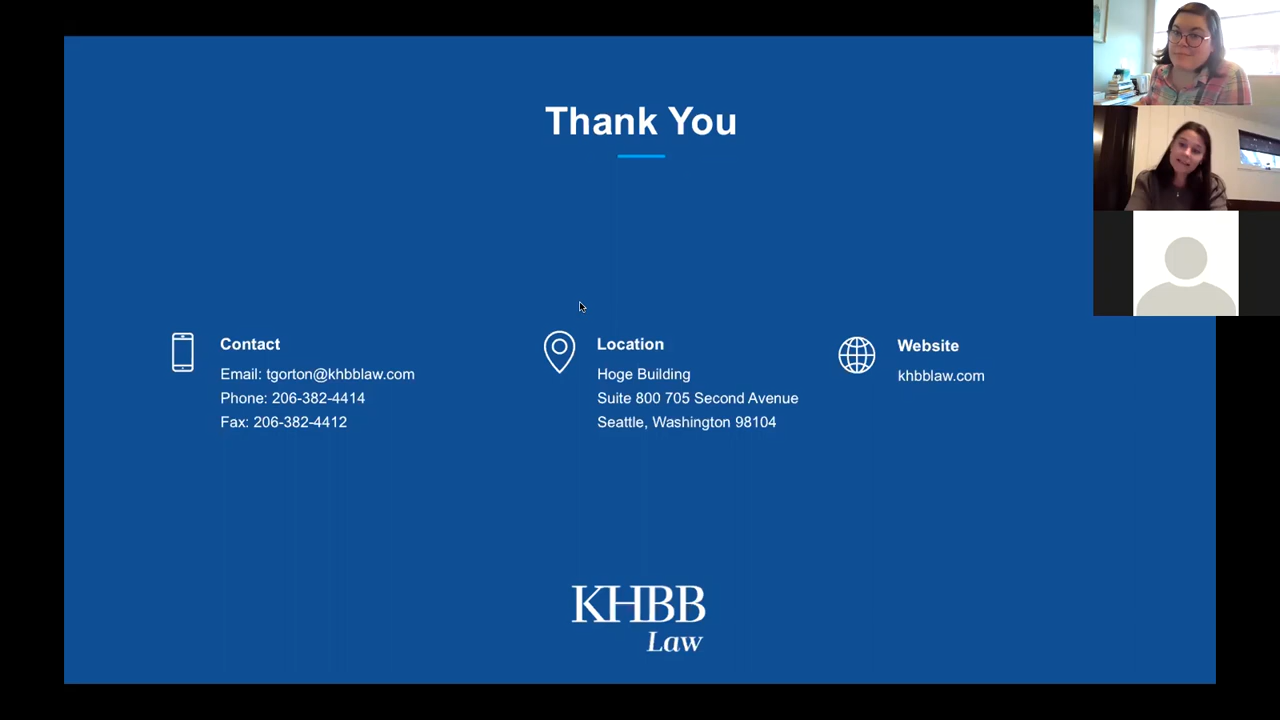 Thank You
Contact
Email: tgorton@khbblaw.com
Phone: 206-382-4414
Fax: 206-382-4412
Location
Hoge Building
Suite 800 705 Second Avenue
Seattle, Washington 98104
Website
khbblaw.com
KHBB
Law